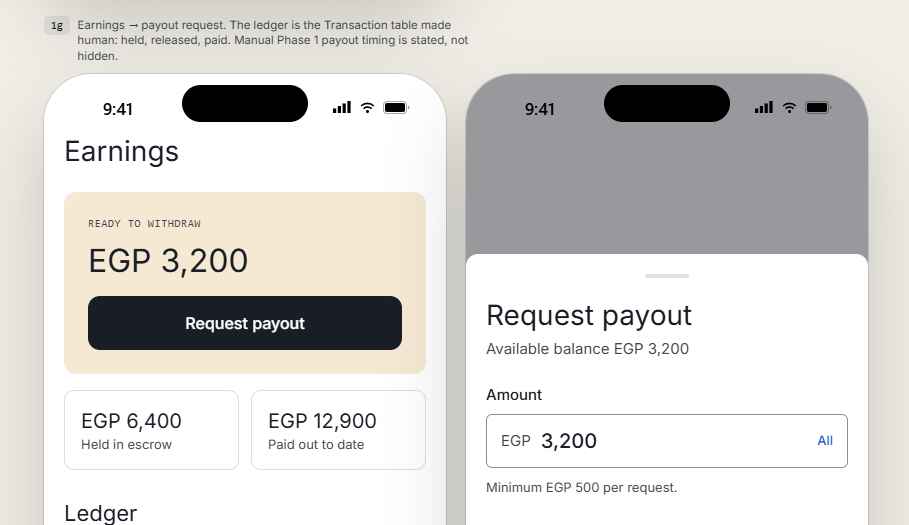 1g
Earnings → payout request. The ledger is the Transaction table made
human: held, released, paid. Manual Phase 1 payout timing is stated, not
hidden.
9:41
Earnings
READY TO WITHDRAW
EGP 3,200
Request payout
EGP 6,400
Held in escrow
EGP 12,900
Paid out to date
Ledger
9:41
Request payout
Available balance EGP 3,200
Amount
EGP 3,200 All
Minimum EGP 500 per request.